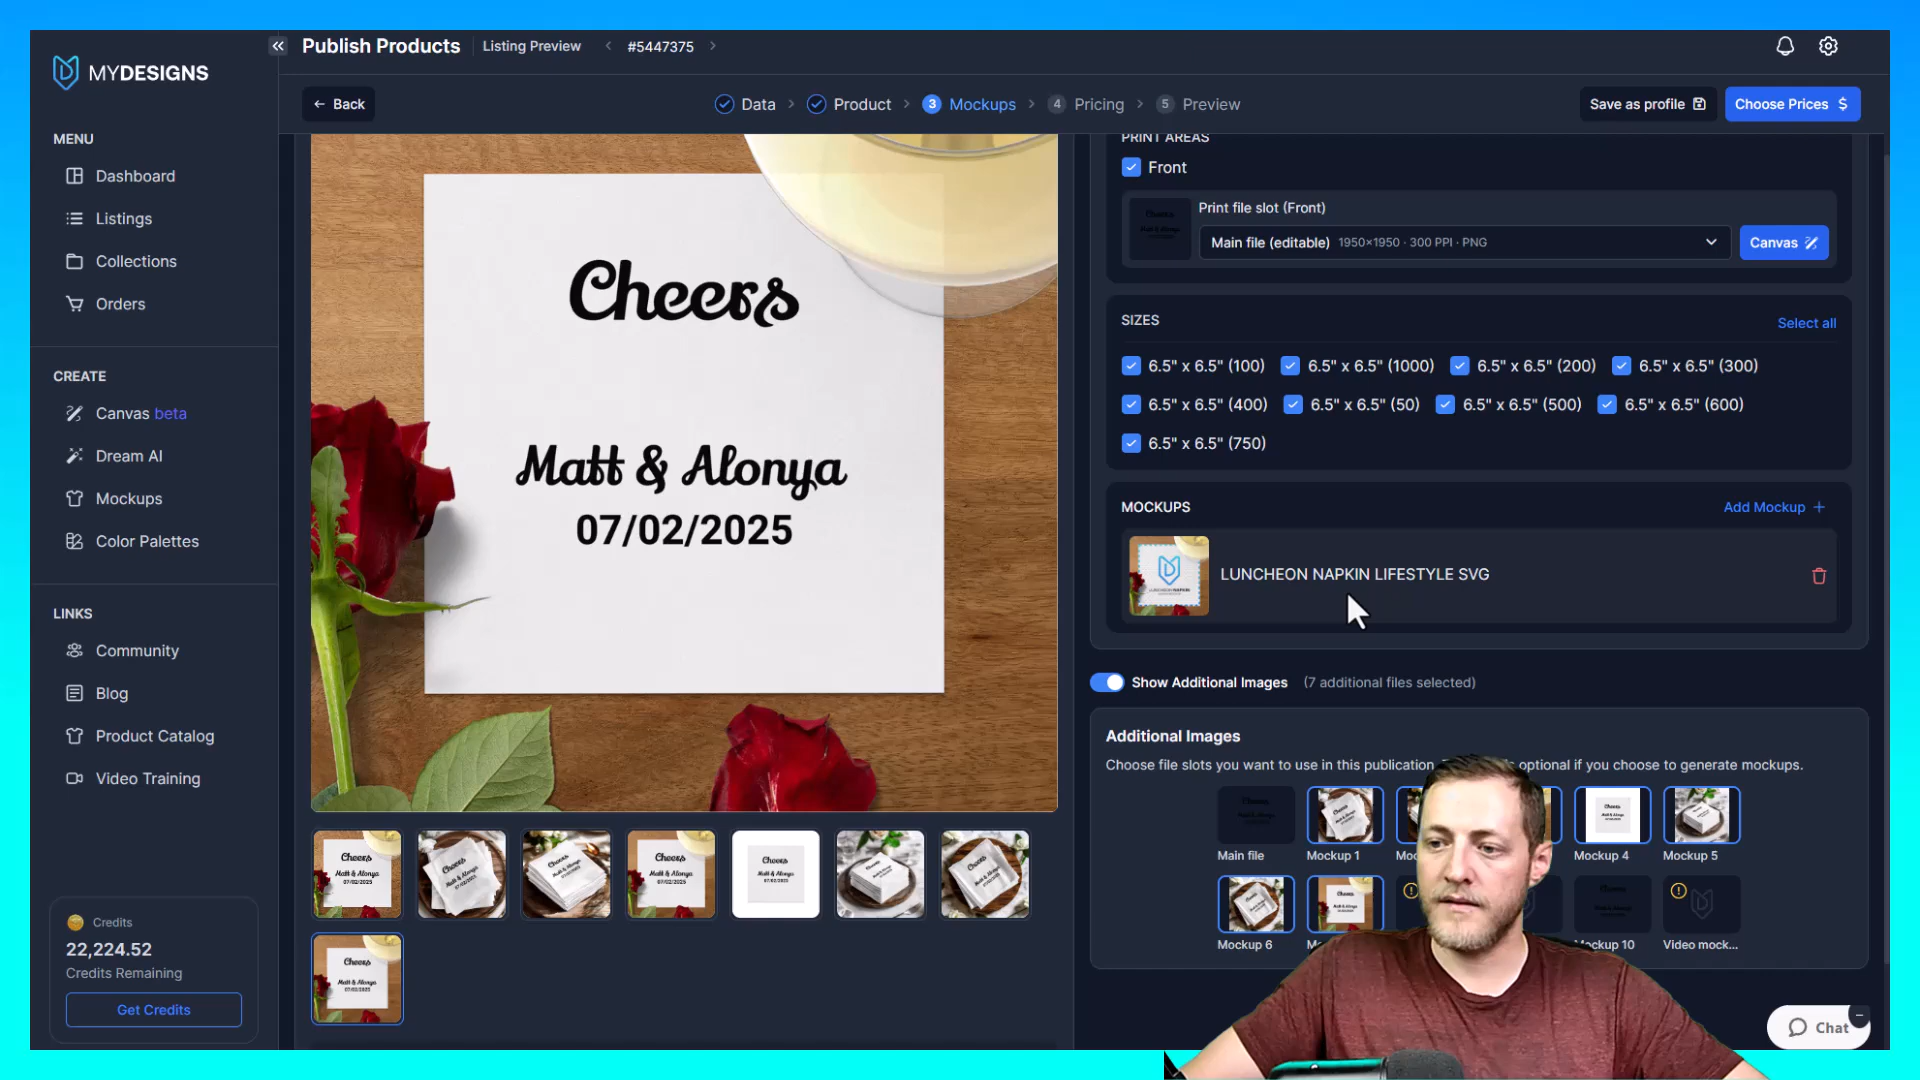 MYDESIGNS
Publish Products
Listing Preview
#5447375
Back
Data
Product
3 Mockups
4 Pricing
5 Preview
Save as profile
Choose Prices $
MENU
Dashboard
Listings
Collections
Orders
CREATE
Canvas beta
Dream AI
Mockups
Color Palettes
LINKS
Community
Blog
Product Catalog
Video Training
Credits
22,224.52
Credits Remaining
Get Credits
Cheers
Matt & Alonya
07/02/2025
PRINT AREAS
Front
Print file slot (Front)
Main file (editable) 1950×1950 · 300 PPI · PNG
Canvas
SIZES
Select all
6.5" x 6.5" (100)
6.5" x 6.5" (1000)
6.5" x 6.5" (200)
6.5" x 6.5" (300)
6.5" x 6.5" (400)
6.5" x 6.5" (50)
6.5" x 6.5" (500)
6.5" x 6.5" (600)
6.5" x 6.5" (750)
MOCKUPS
Add Mockup +
LUNCHEON NAPKIN LIFESTYLE SVG
Show Additional Images (7 additional files selected)
Additional Images
Choose file slots you want to use in this publication. optional if you choose to generate mockups.
Main file
Mockup 1
Mockup 4
Mockup 5
Mockup 6
Mockup 10
Video mock...
Chat